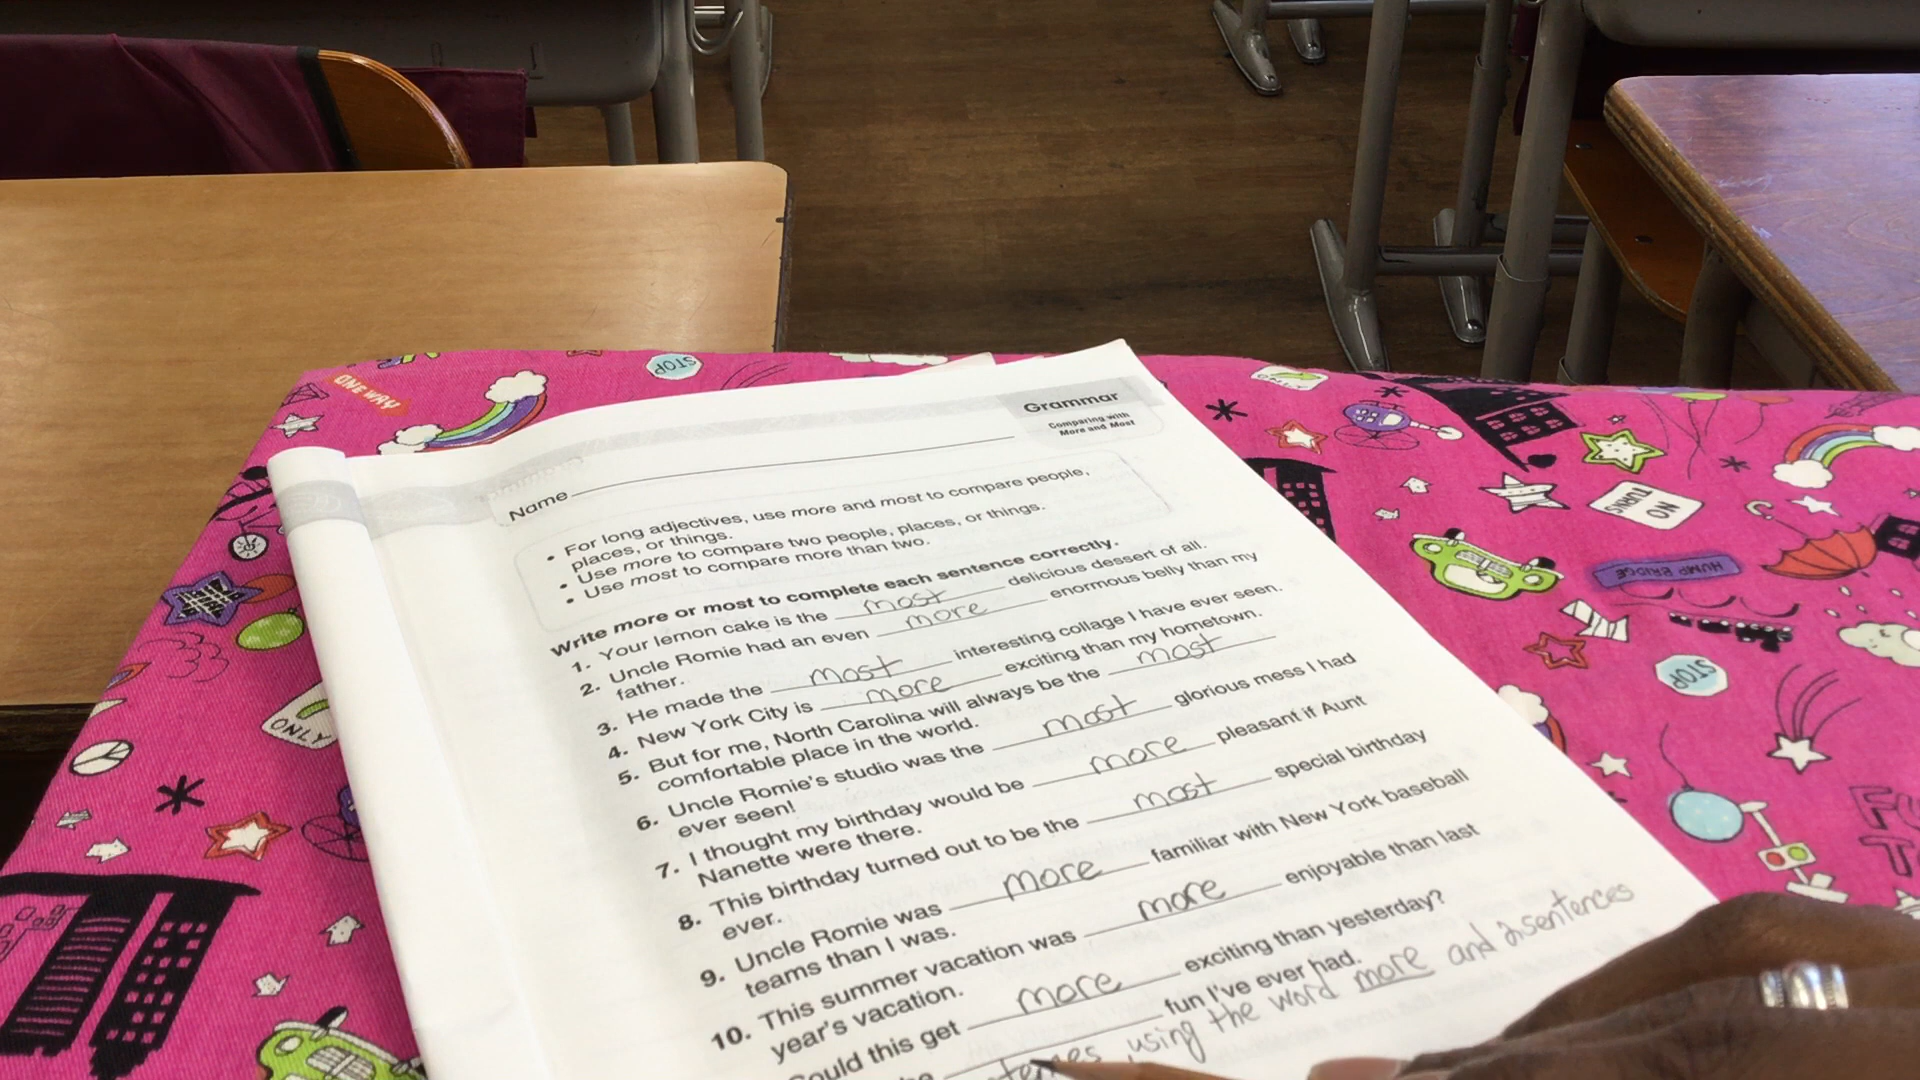 Grammar
Comparing with
More and Most
Name
• For long adjectives, use more and most to compare people,
places, or things.
• Use more to compare two people, places, or things.
• Use most to compare more than two.
Write more or most to complete each sentence correctly.
1. Your lemon cake is the most delicious dessert of all.
2. Uncle Romie had an even more enormous belly than my
father.
3. He made the most interesting collage I have ever seen.
4. New York City is more exciting than my hometown.
5. But for me, North Carolina will always be the most
comfortable place in the world.
6. Uncle Romie's studio was the most glorious mess I had
ever seen!
7. I thought my birthday would be more pleasant if Aunt
Nanette were there.
8. This birthday turned out to be the most special birthday
ever.
9. Uncle Romie was more familiar with New York baseball
teams than I was.
10. This summer vacation was more enjoyable than last
year's vacation.
this get more exciting than yesterday?
fun I've ever had.
using the word more and 2 sentences
ONE WAY
STOP
ONLY
NO
TURNS
HUMP BRIDGE
STOP
ONLY